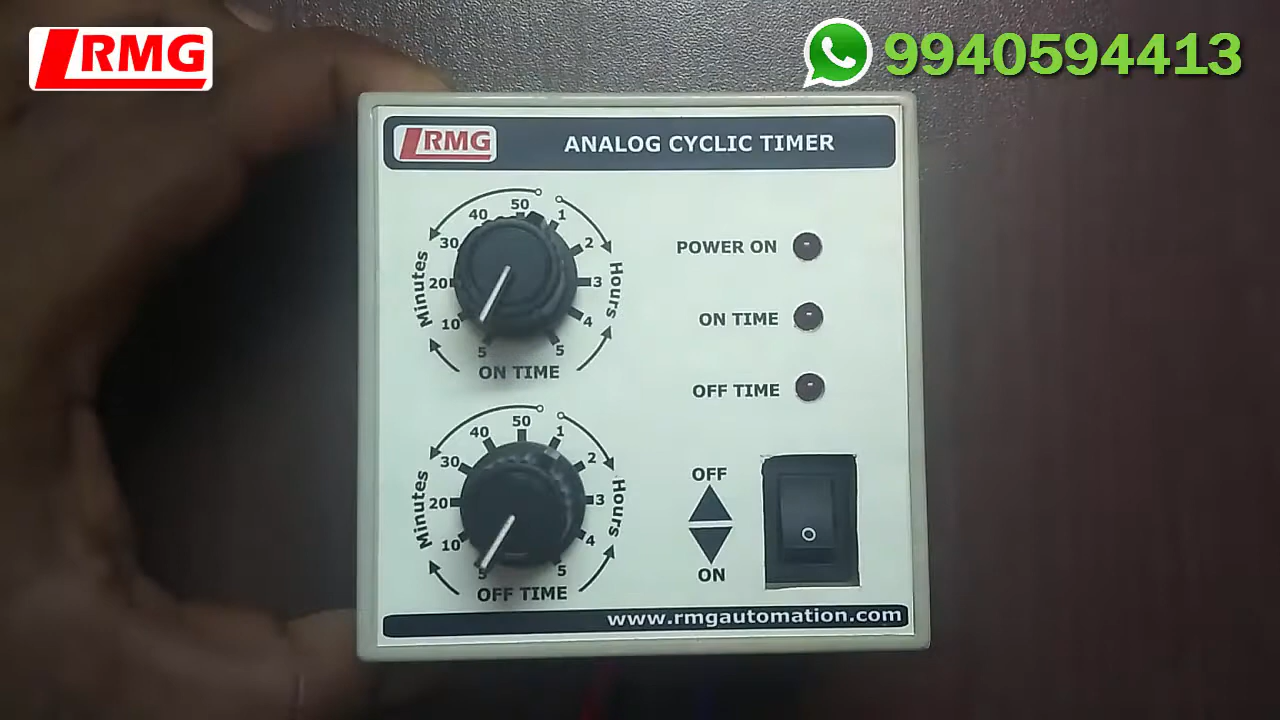 RMG
9940594413
RMG ANALOG CYCLIC TIMER
50 1
40 2
30 3
20 4
10 5
5
Minutes
Hours
ON TIME
POWER ON
ON TIME
OFF TIME
50 1
40 2
30 3
20 4
10 5
5
Minutes
Hours
OFF TIME
OFF
ON
www.rmgautomation.com